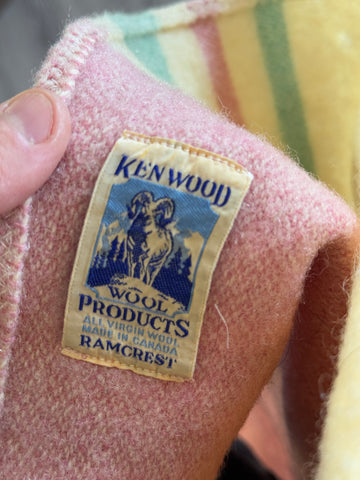 KENWOOD
WOOL
PRODUCTS
ALL VIRGIN WOOL
MADE IN CANADA
RAMCREST